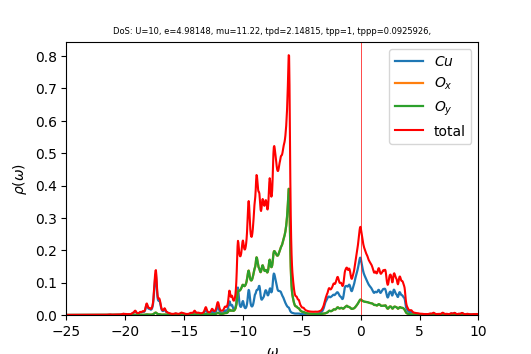 DoS: U=10, e=4.98148, mu=11.22, tpd=2.14815, tpp=1, tppp=0.0925926,
0.8
0.7
0.6
0.5
0.4
0.3
0.2
0.1
0.0
ρ(ω)
Cu
O_x
O_y
total
−25 −20 −15 −10 −5 0 5 10
ω